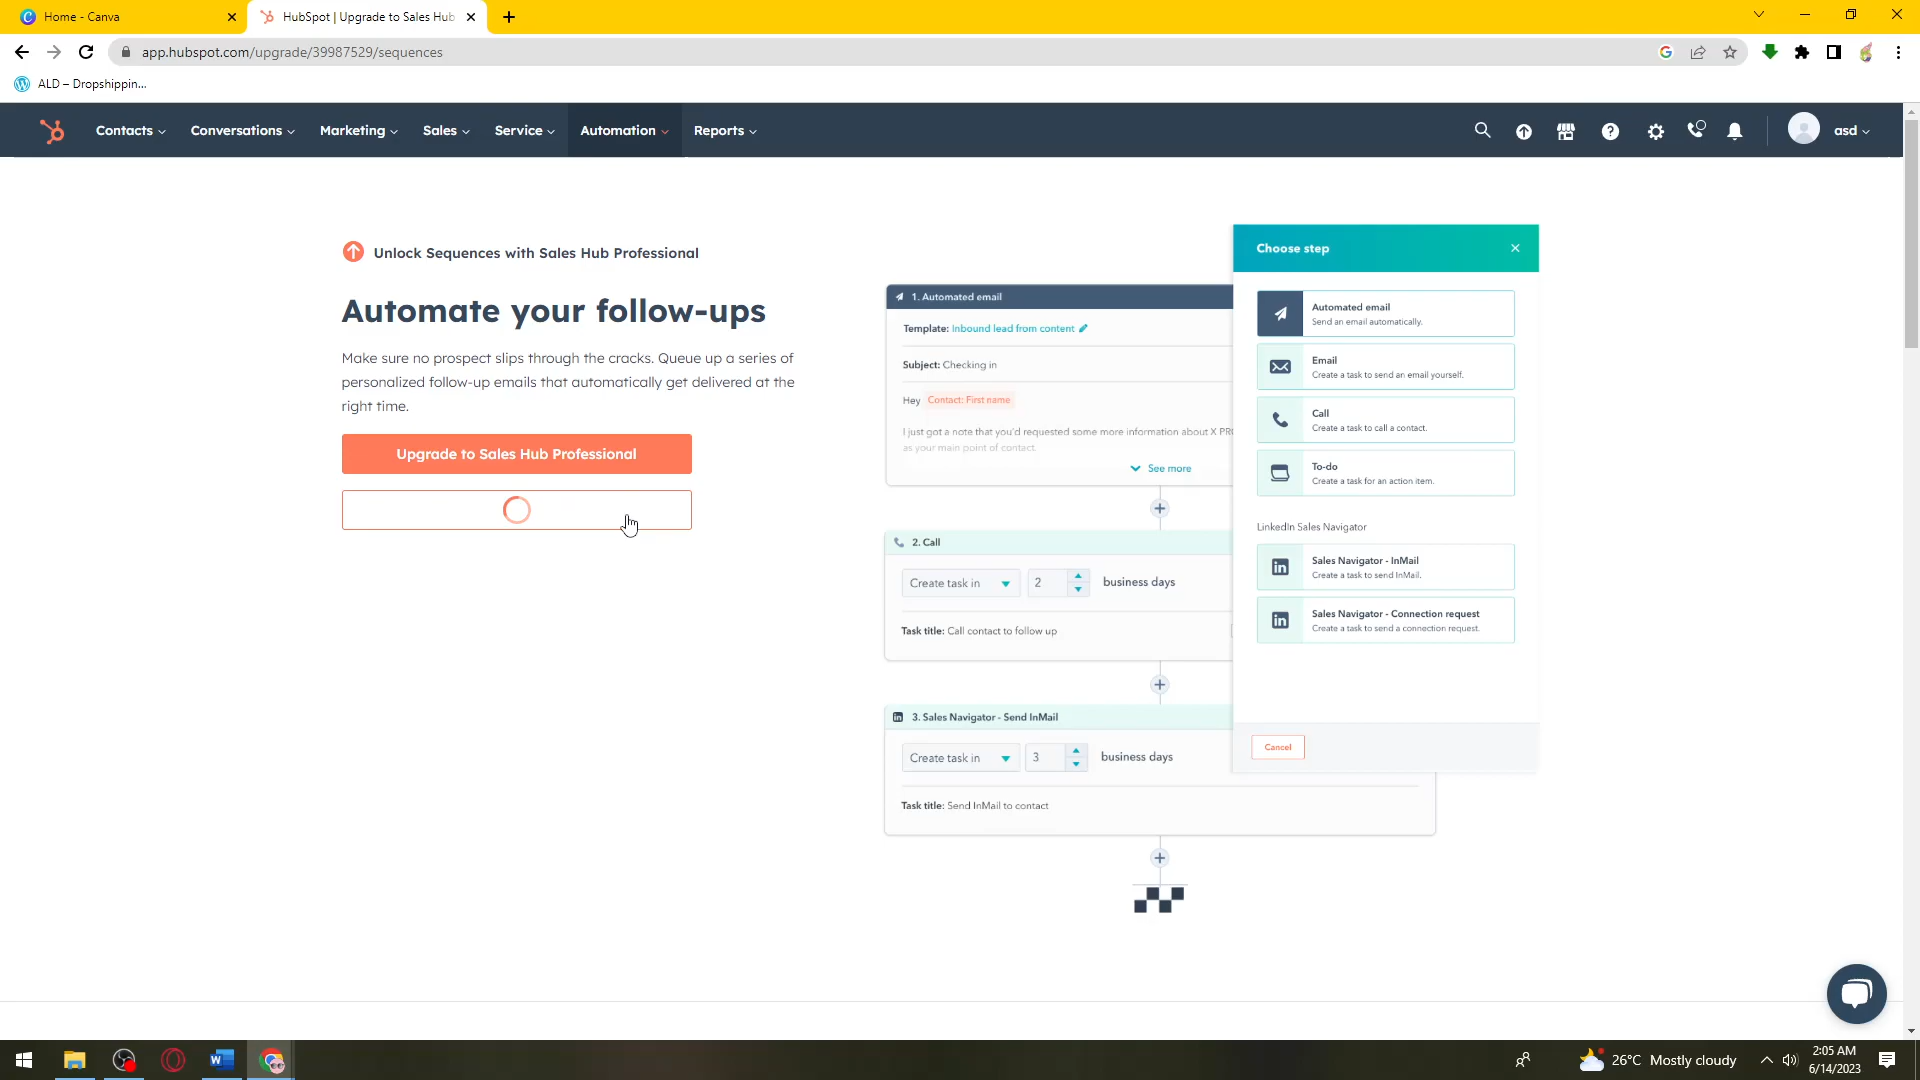 Home - Canva
HubSpot | Upgrade to Sales Hub
app.hubspot.com/upgrade/39987529/sequences
ALD – Dropshippin...
Contacts
Conversations
Marketing
Sales
Service
Automation
Reports
asd
Unlock Sequences with Sales Hub Professional
Automate your follow-ups
Make sure no prospect slips through the cracks. Queue up a series of
personalized follow-up emails that automatically get delivered at the
right time.
Upgrade to Sales Hub Professional
1. Automated email
Template: Inbound lead from content
Subject: Checking in
Hey Contact: First name
I just got a note that you'd requested some more information about X PR
as your main point of contact.
See more
2. Call
Create task in
2
business days
Task title: Call contact to follow up
3. Sales Navigator - Send InMail
Create task in
3
business days
Task title: Send InMail to contact
Choose step
Automated email
Send an email automatically.
Email
Create a task to send an email yourself.
Call
Create a task to call a contact.
To-do
Create a task for an action item.
LinkedIn Sales Navigator
Sales Navigator - InMail
Create a task to send InMail.
Sales Navigator - Connection request
Create a task to send a connection request.
Cancel
26°C Mostly cloudy
2:05 AM
6/14/2023